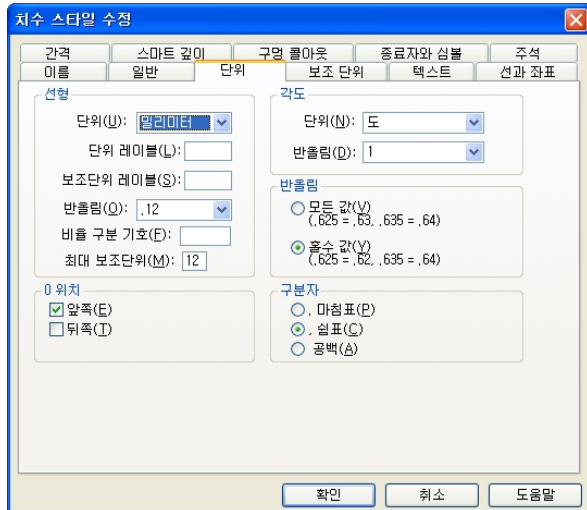 치수 스타일 수정
간격 스마트 깊이 구멍 콜아웃 종료자와 심볼 주석
이름 일반 단위 보조 단위 텍스트 선과 좌표
선형
단위(U): 밀리미터
단위 레이블(L):
보조단위 레이블(S):
반올림(O): .12
비율 구분 기호(F):
최대 보조단위(M): 12
각도
단위(N): 도
반올림(D): 1
반올림
모든 값(V)
(.625 = .63, .635 = .64)
홀수 값(Y)
(.625 = .62, .635 = .64)
0 위치
앞쪽(E)
뒤쪽(T)
구분자
. 마침표(P)
, 쉼표(C)
공백(A)
확인 취소 도움말